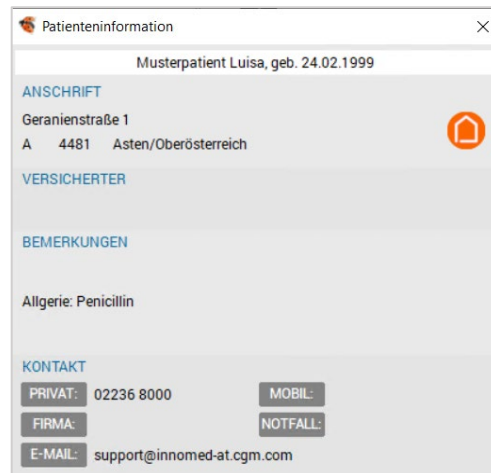 Patienteninformation
Musterpatient Luisa, geb. 24.02.1999
ANSCHRIFT
Geranienstraße 1
A 4481 Asten/Oberösterreich
VERSICHERTER
BEMERKUNGEN
Allgerie: Penicillin
KONTAKT
PRIVAT: 02236 8000 MOBIL:
FIRMA: NOTFALL:
E-MAIL: support@innomed-at.cgm.com